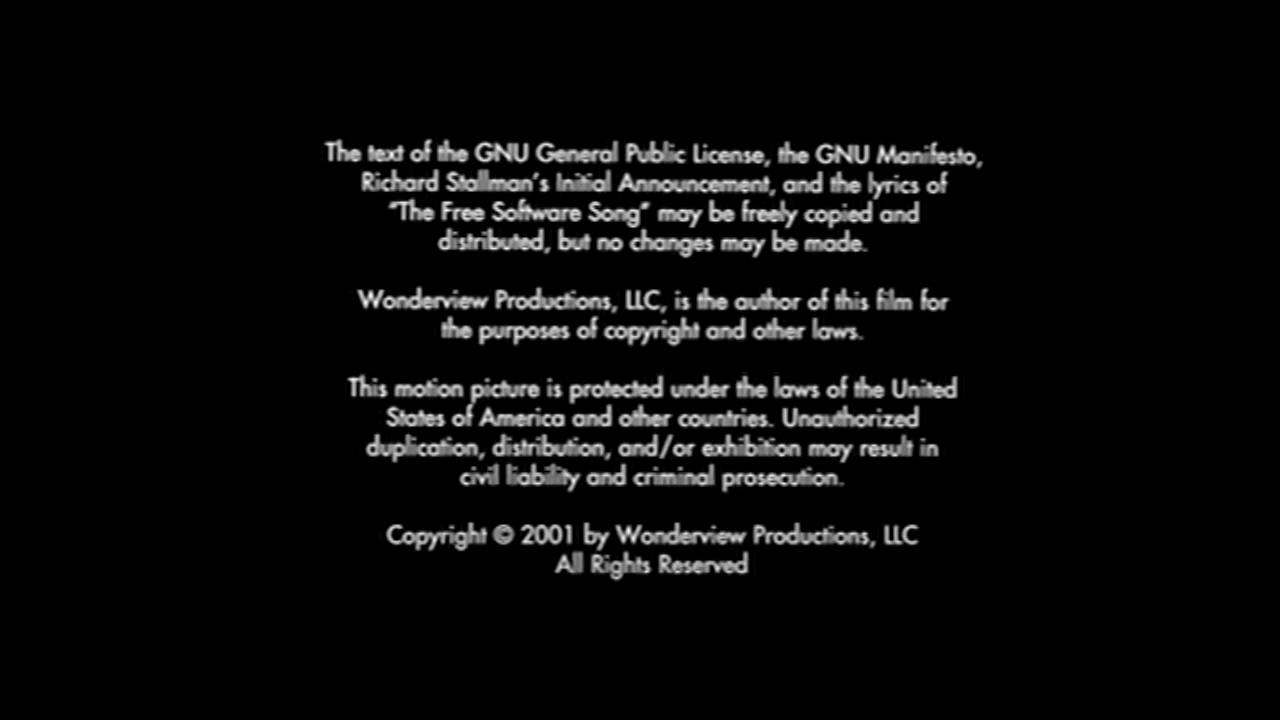 The text of the GNU General Public License, the GNU Manifesto,
Richard Stallman's Initial Announcement, and the lyrics of
"The Free Software Song" may be freely copied and
distributed, but no changes may be made.
Wonderview Productions, LLC, is the author of this film for
the purposes of copyright and other laws.
This motion picture is protected under the laws of the United
States of America and other countries. Unauthorized
duplication, distribution, and/or exhibition may result in
civil liability and criminal prosecution.
Copyright © 2001 by Wonderview Productions, LLC
All Rights Reserved